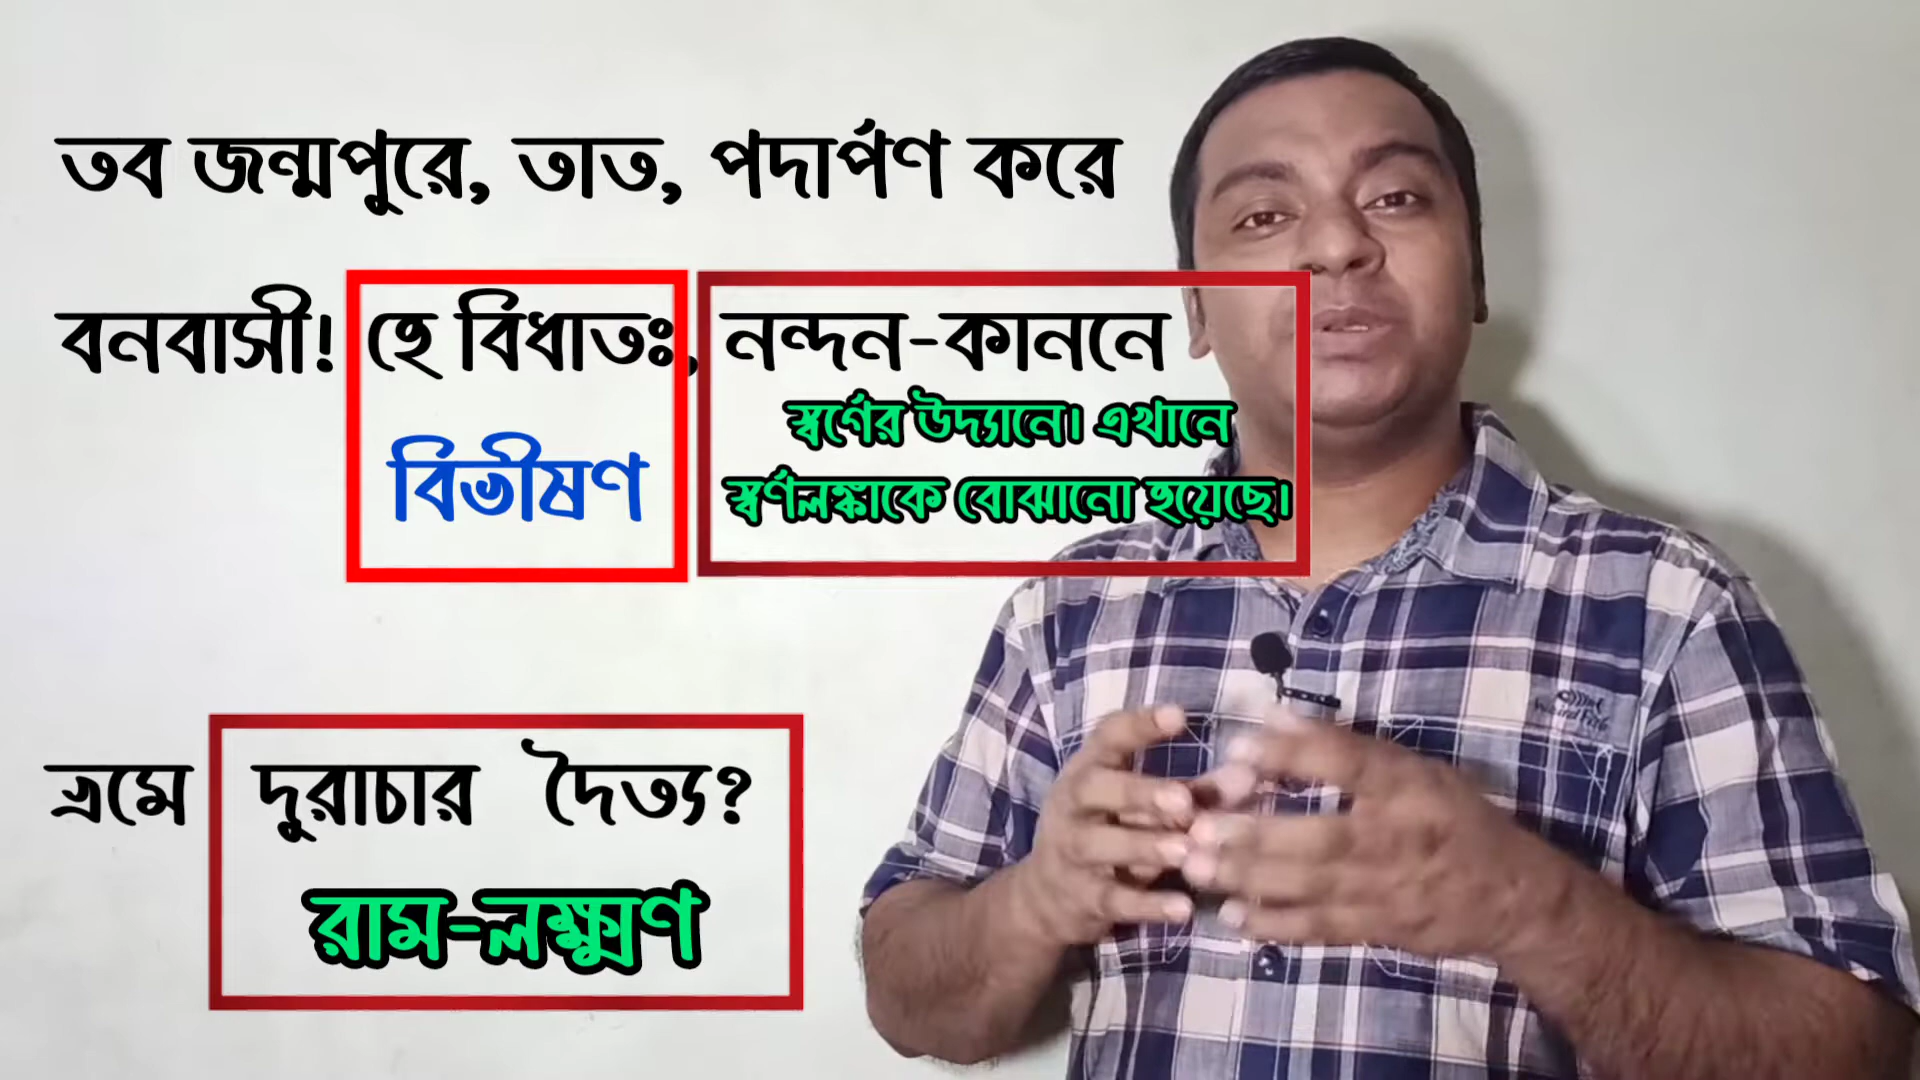 তব জন্মপুরে, তাত, পদার্পণ করে
বনবাসী! হে বিধাতঃ, নন্দন-কাননে
বিভীষণ
স্বর্গের উদ্যানে। এখানে
স্বর্ণলঙ্কাকে বোঝানো হয়েছে।
ভ্রমে দুরাচার দৈত্য?
রাম-লক্ষ্মণ